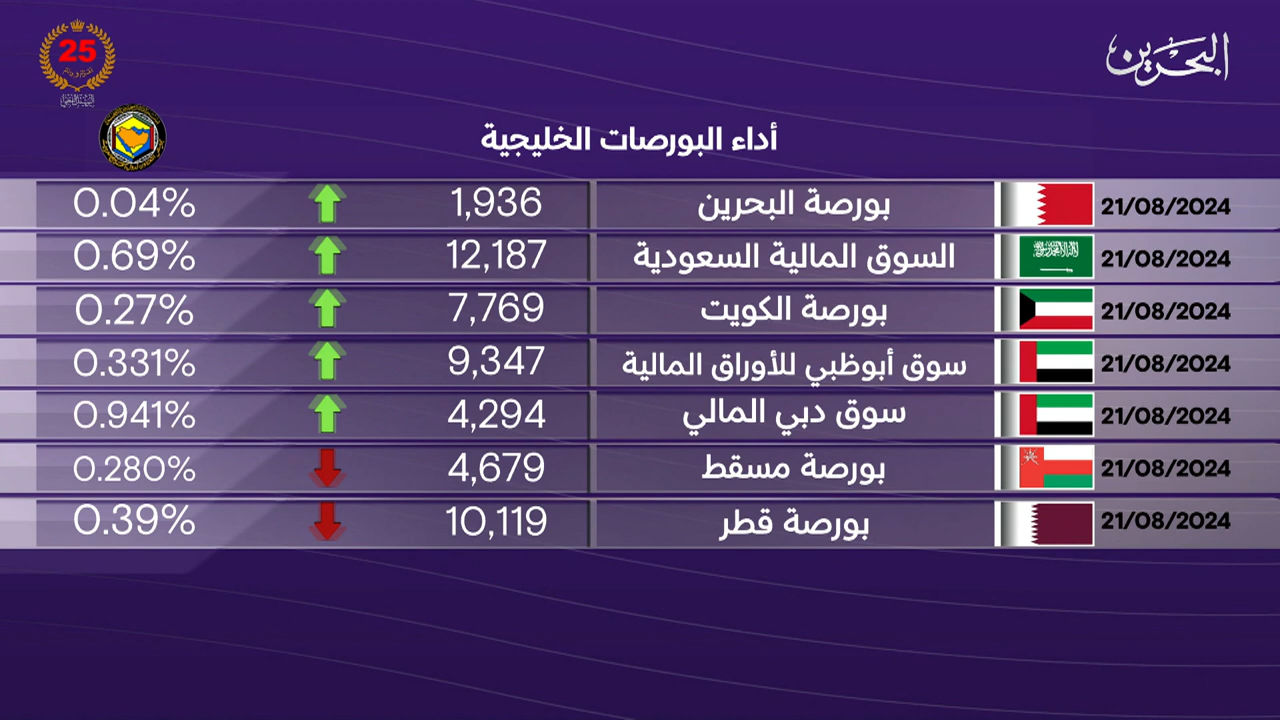 البحرين
25
أداء البورصات الخليجية
21/08/2024 بورصة البحرين 1,936 0.04%
21/08/2024 السوق المالية السعودية 12,187 0.69%
21/08/2024 بورصة الكويت 7,769 0.27%
21/08/2024 سوق أبوظبي للأوراق المالية 9,347 0.331%
21/08/2024 سوق دبي المالي 4,294 0.941%
21/08/2024 بورصة مسقط 4,679 0.280%
21/08/2024 بورصة قطر 10,119 0.39%